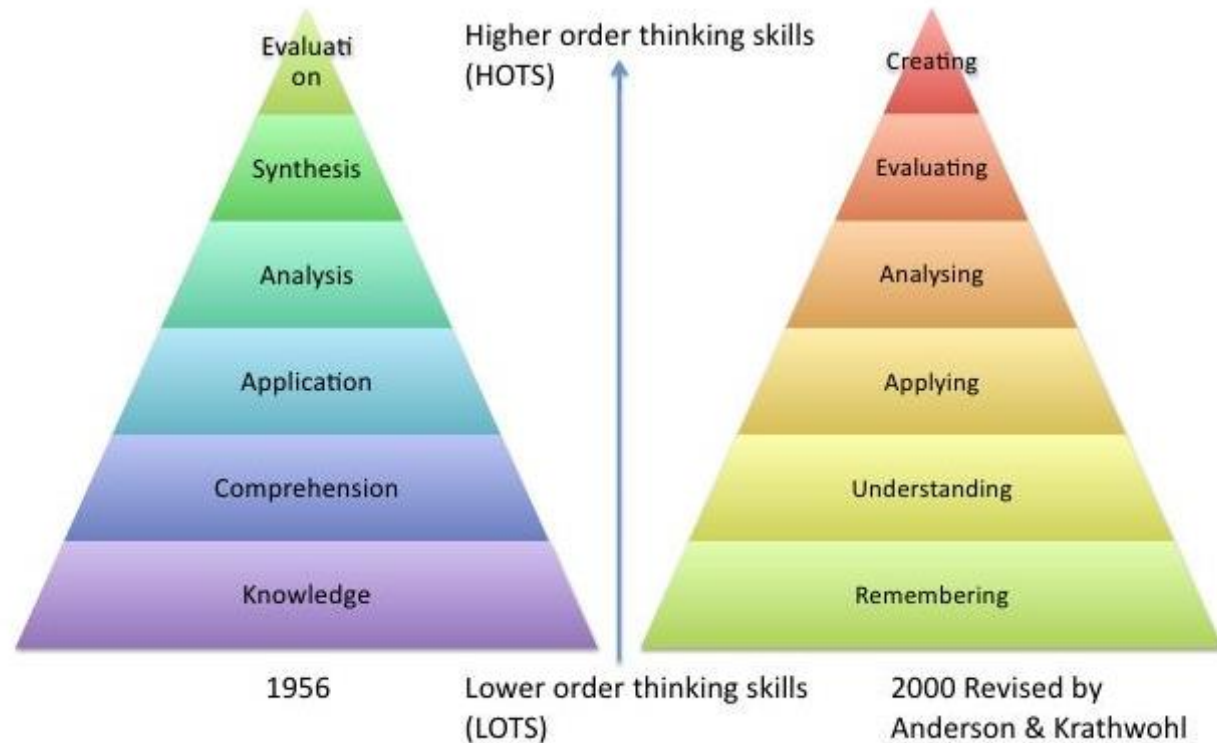 Evaluati
on
Synthesis
Analysis
Application
Comprehension
Knowledge
1956
Higher order thinking skills
(HOTS)
Lower order thinking skills
(LOTS)
Creating
Evaluating
Analysing
Applying
Understanding
Remembering
2000 Revised by
Anderson & Krathwohl